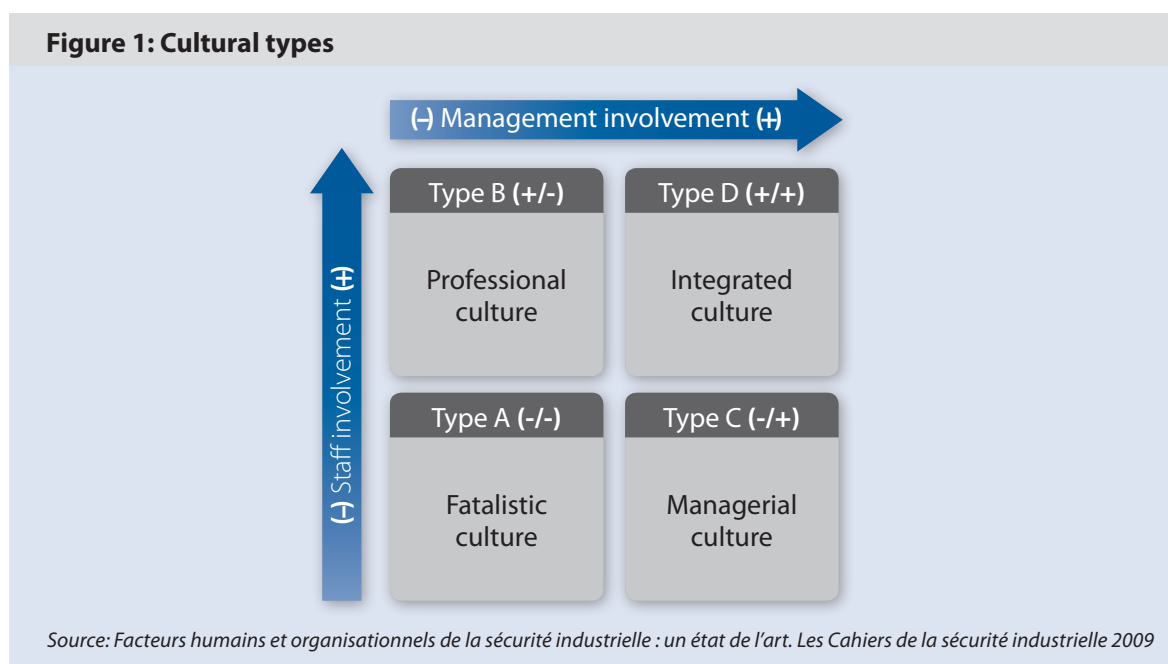 Figure 1: Cultural types
(–) Management involvement (+)
(–) Staff involvement (+)
Type B (+/-)
Professional
culture
Type D (+/+)
Integrated
culture
Type A (-/-)
Fatalistic
culture
Type C (-/+)
Managerial
culture
Source: Facteurs humains et organisationnels de la sécurité industrielle : un état de l’art. Les Cahiers de la sécurité industrielle 2009